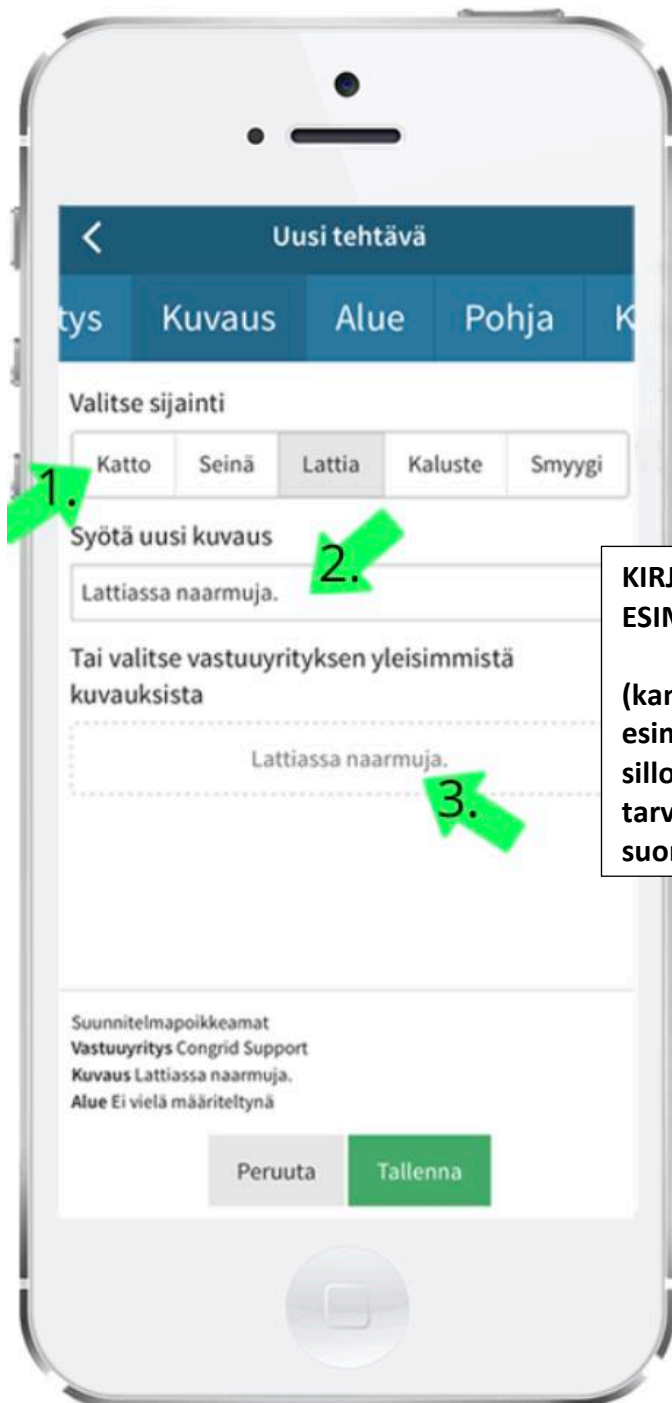 Uusi tehtävä
Kuvaus Alue Pohja
Valitse sijainti
Katto Seinä Lattia Kaluste Smyygi
1.
Syötä uusi kuvaus
2.
Lattiassa naarmuja.
Tai valitse vastuuyrityksen yleisimmistä
kuvauksista
Lattiassa naarmuja.
3.
Suunnitelmapoikkeamat
Vastuuyritys Congrid Support
Kuvaus Lattiassa naarmuja.
Alue Ei vielä määriteltynä
Peruuta Tallenna